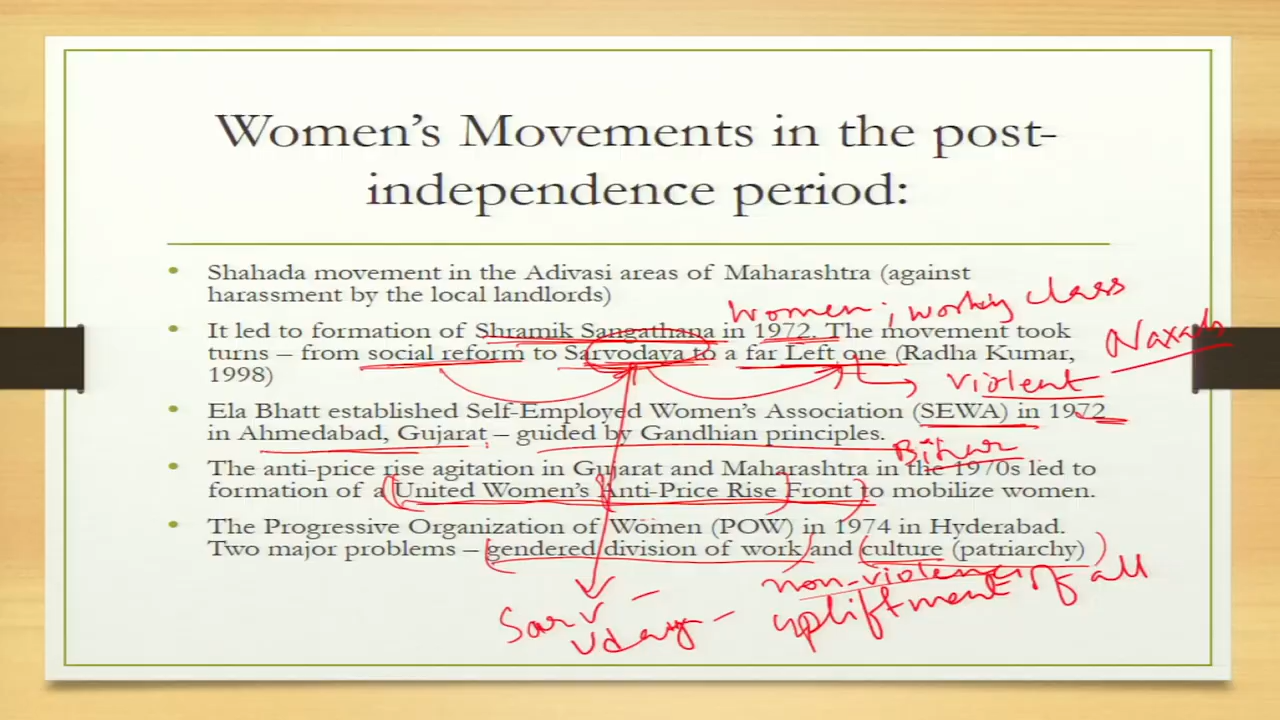 Women's Movements in the post-
independence period:
• Shahada movement in the Adivasi areas of Maharashtra (against
harassment by the local landlords)
women; working class
• It led to formation of Shramik Sangathana in 1972. The movement took
Naxals
turns – from social reform to Sarvodaya to a far Left one (Radha Kumar,
1998)
violent
• Ela Bhatt established Self-Employed Women's Association (SEWA) in 1972
in Ahmedabad, Gujarat – guided by Gandhian principles.
Bihar
• The anti-price rise agitation in Gujarat and Maharashtra in the 1970s led to
formation of a United Women's Anti-Price Rise Front to mobilize women.
• The Progressive Organization of Women (POW) in 1974 in Hyderabad.
Two major problems – gendered division of work and culture (patriarchy)
non-violence
Sarv –
Uday – upliftment of all